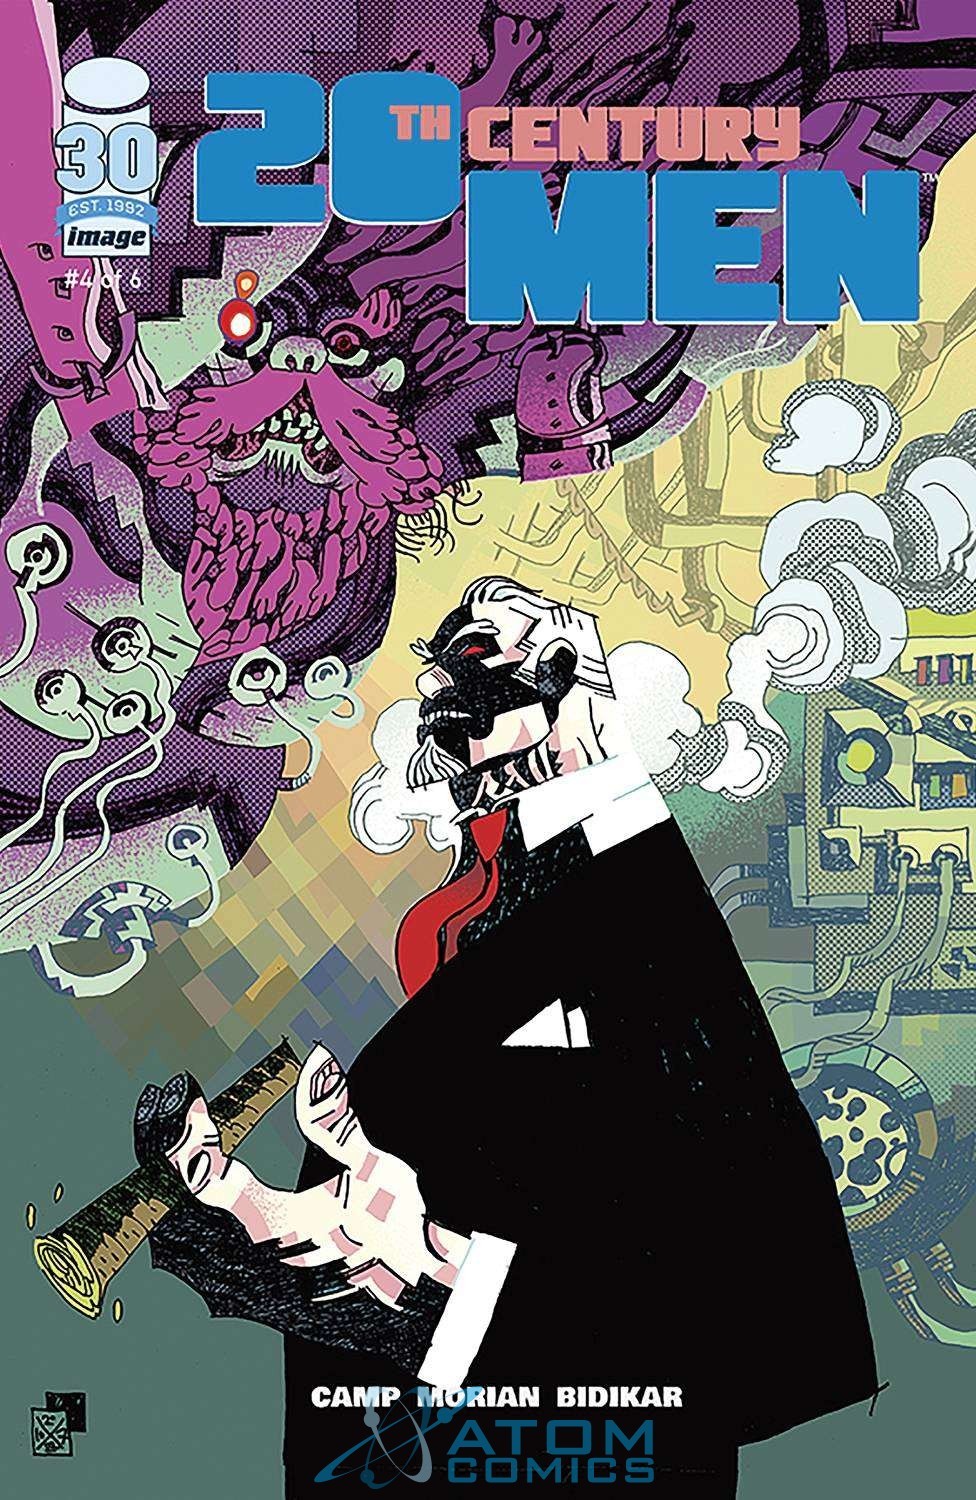 20TH CENTURY
MEN
TM
30
EST. 1992
image
#4 of 6
CAMP MORIAN BIDIKAR
ATOM
COMICS